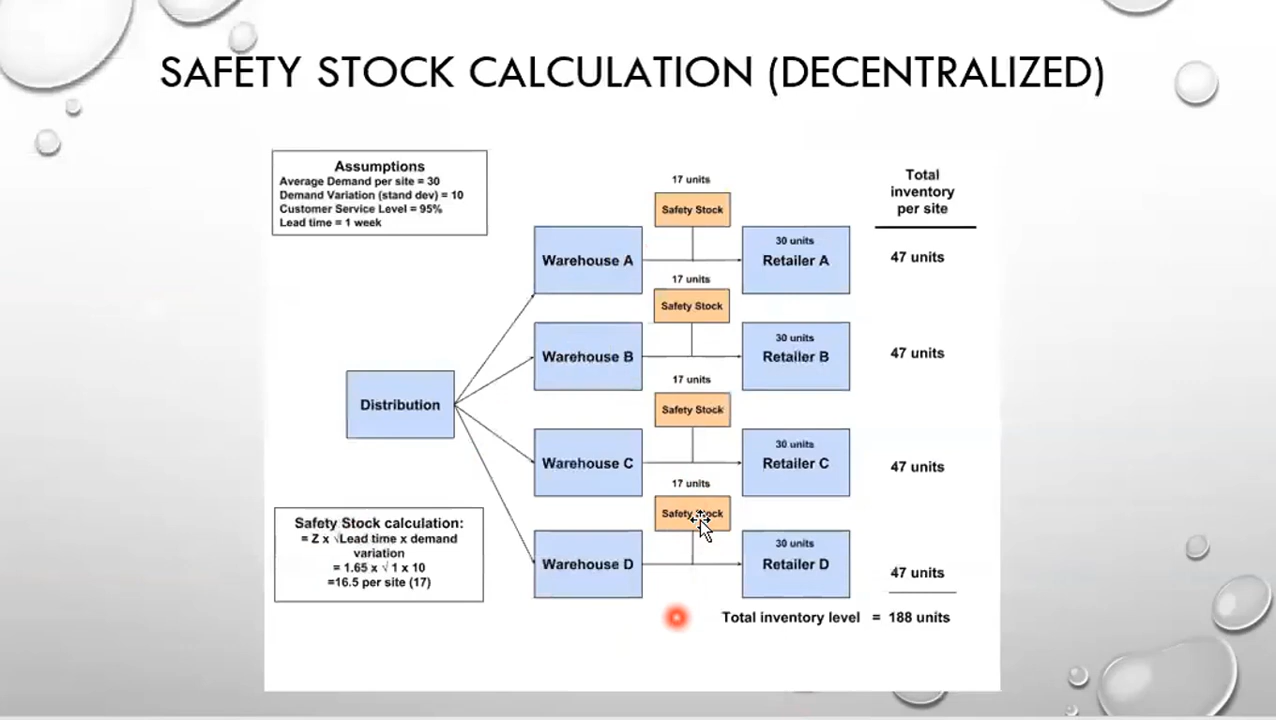 SAFETY STOCK CALCULATION (DECENTRALIZED)
Assumptions
Average Demand per site = 30
Demand Variation (stand dev) = 10
Customer Service Level = 95%
Lead time = 1 week
Total
inventory
per site
17 units
Safety Stock
Warehouse A
30 units
Retailer A
47 units
17 units
Safety Stock
Warehouse B
30 units
Retailer B
47 units
17 units
Safety Stock
Distribution
Warehouse C
30 units
Retailer C
47 units
17 units
Safety Stock
Warehouse D
30 units
Retailer D
47 units
Safety Stock calculation:
= Z x √Lead time x demand
variation
= 1.65 x √ 1 x 10
=16.5 per site (17)
Total inventory level = 188 units